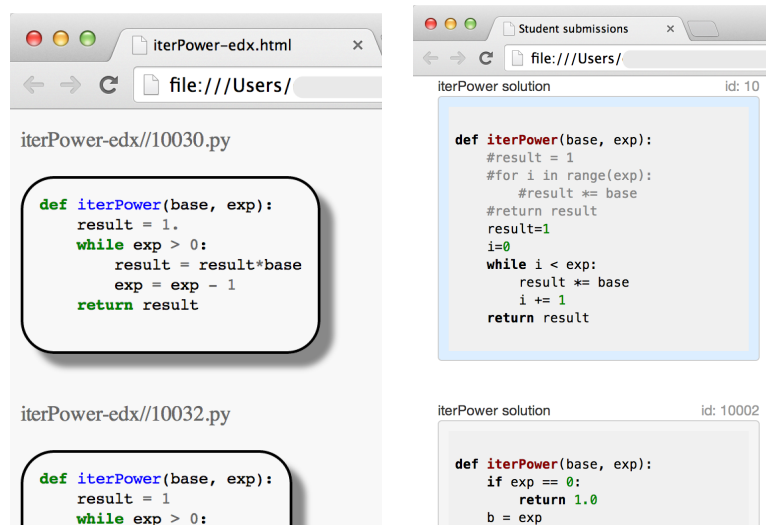 iterPower-edx.html
file:///Users/
iterPower-edx//10030.py
def iterPower(base, exp):
    result = 1.
    while exp > 0:
        result = result*base
        exp = exp - 1
    return result
iterPower-edx//10032.py
def iterPower(base, exp):
    result = 1
    while exp > 0:
Student submissions
file:///Users/
iterPower solution id: 10
def iterPower(base, exp):
    #result = 1
    #for i in range(exp):
        #result *= base
    #return result
    result=1
    i=0
    while i < exp:
        result *= base
        i += 1
    return result
iterPower solution id: 10002
def iterPower(base, exp):
    if exp == 0:
        return 1.0
    b = exp